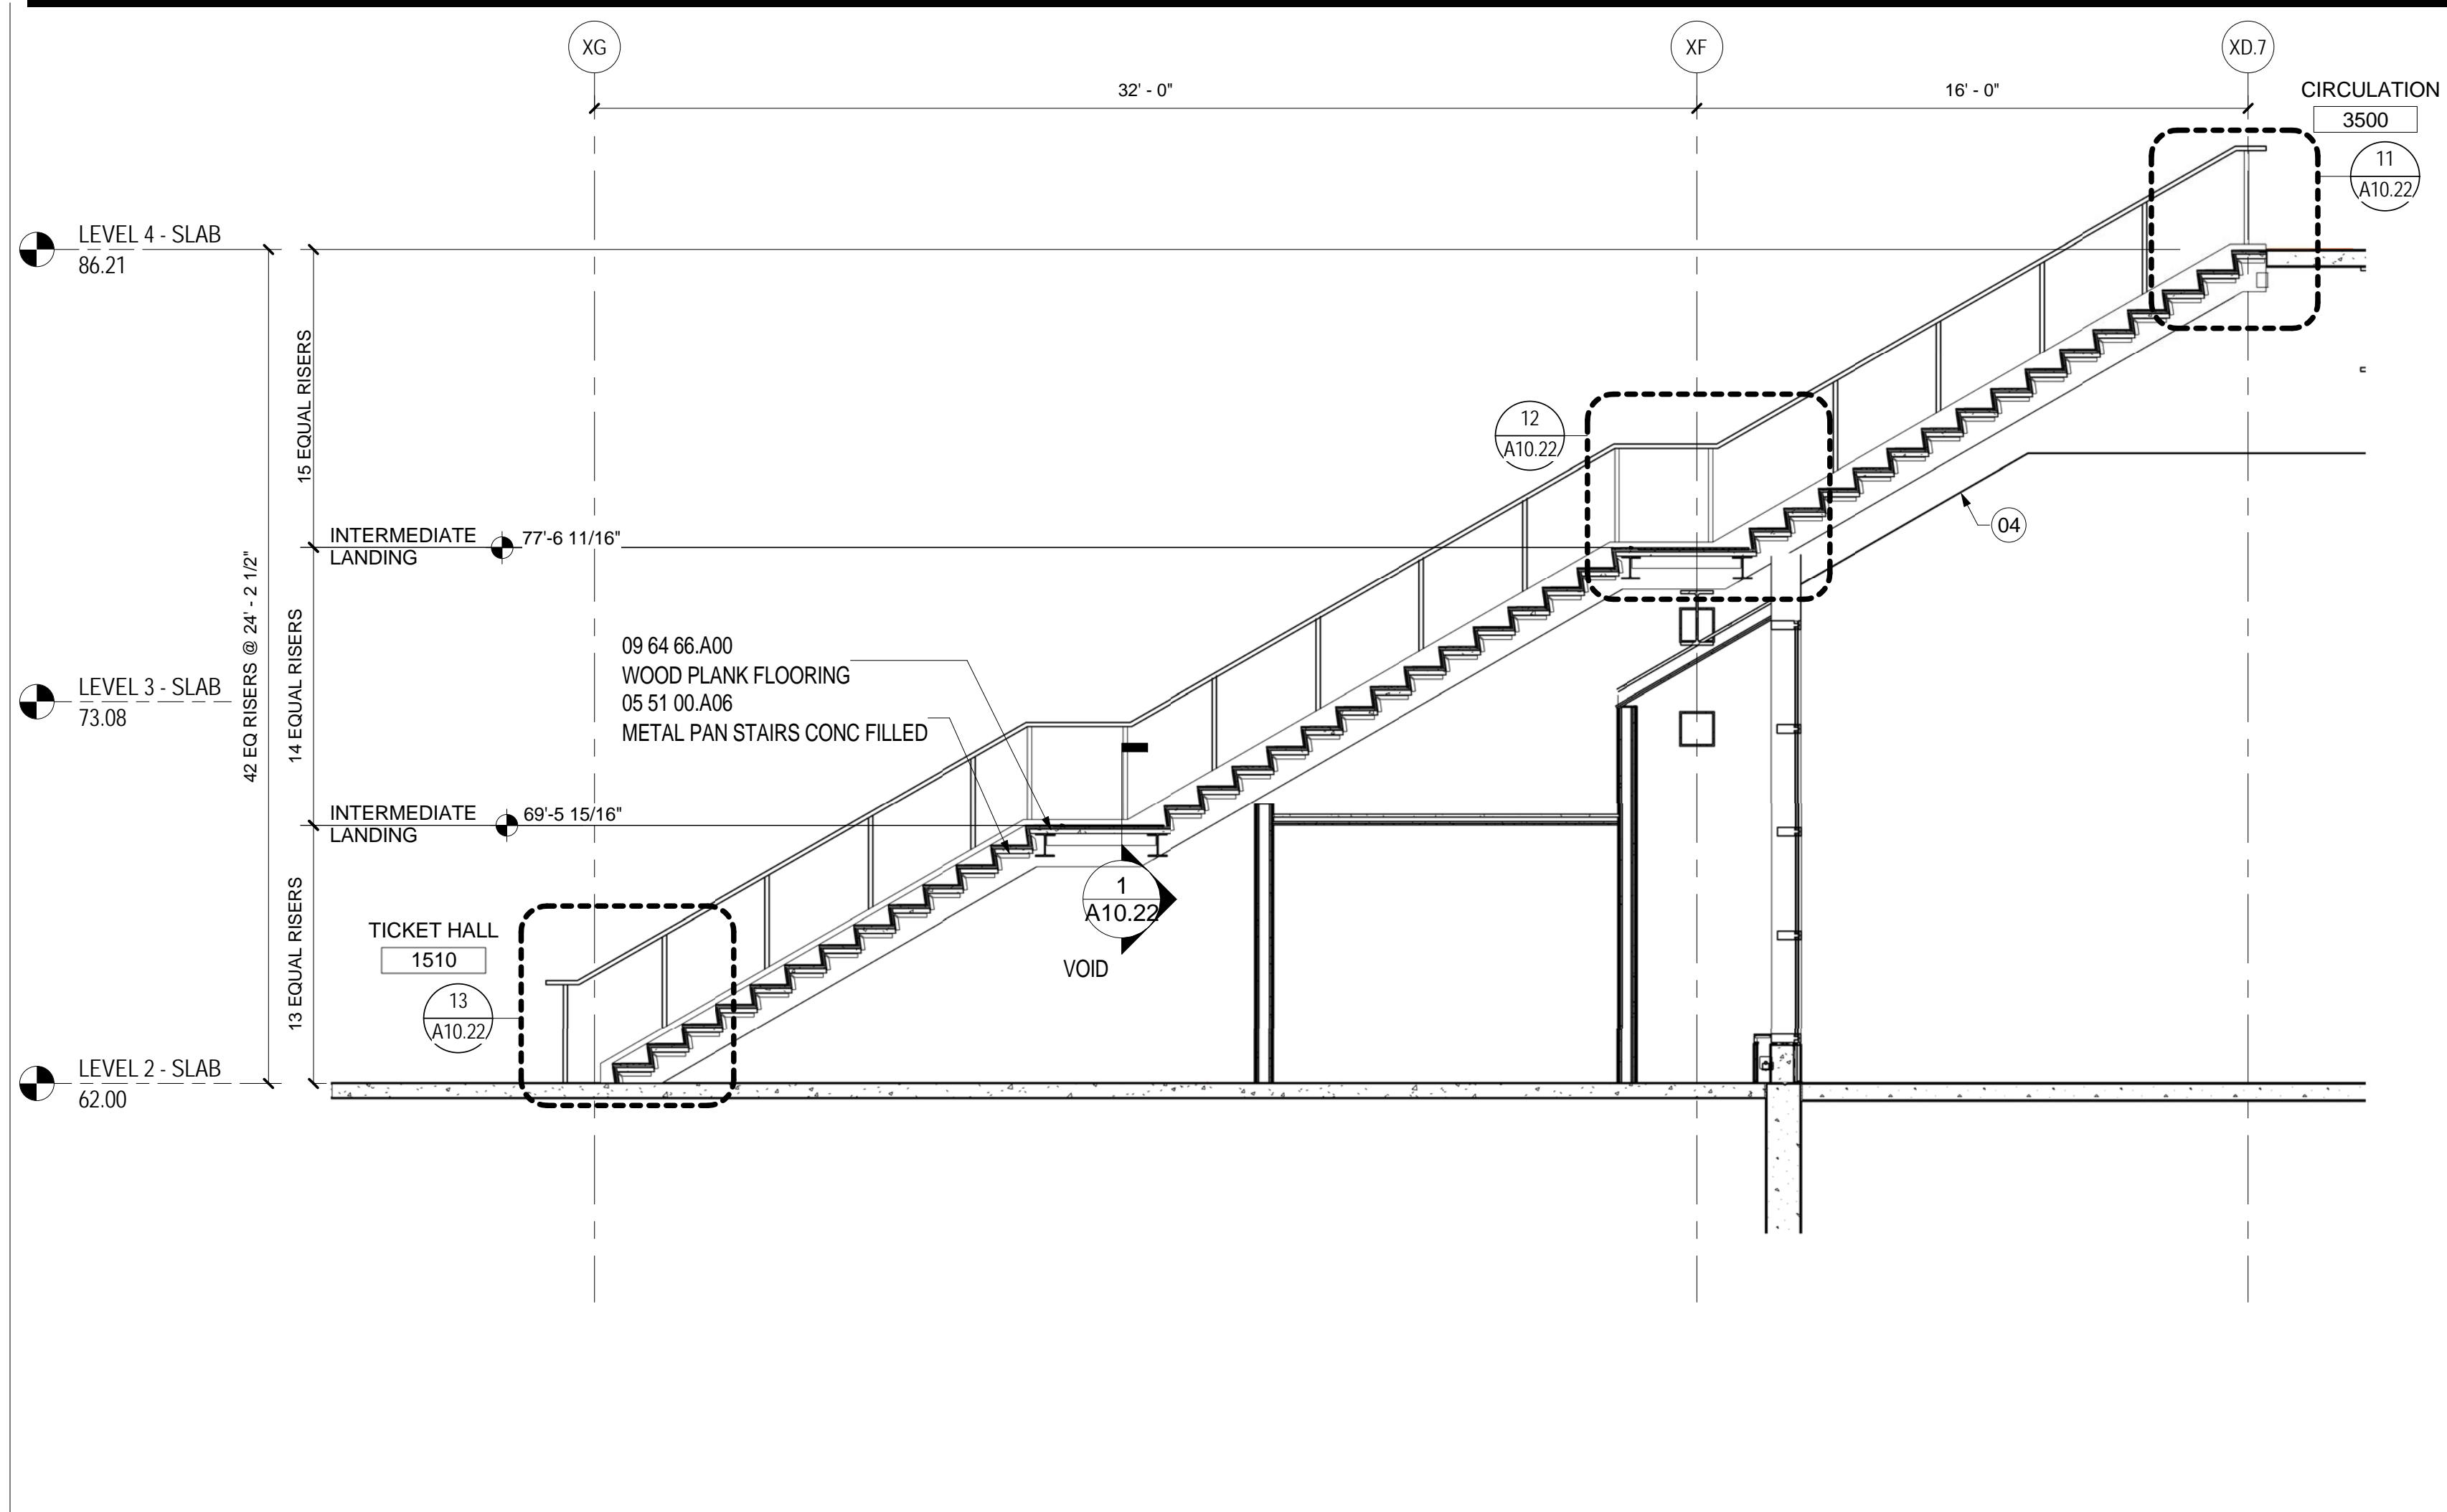 XG
XF
XD.7
32' - 0"
16' - 0"
CIRCULATION
3500
11
A10.22
LEVEL 4 - SLAB
86.21
15 EQUAL RISERS
12
A10.22
INTERMEDIATE
LANDING
77'-6 11/16"
04
42 EQ RISERS @ 24' - 2 1/2"
14 EQUAL RISERS
09 64 66.A00
WOOD PLANK FLOORING
05 51 00.A06
METAL PAN STAIRS CONC FILLED
LEVEL 3 - SLAB
73.08
INTERMEDIATE
LANDING
69'-5 15/16"
1
A10.22
VOID
13 EQUAL RISERS
TICKET HALL
1510
13
A10.22
LEVEL 2 - SLAB
62.00